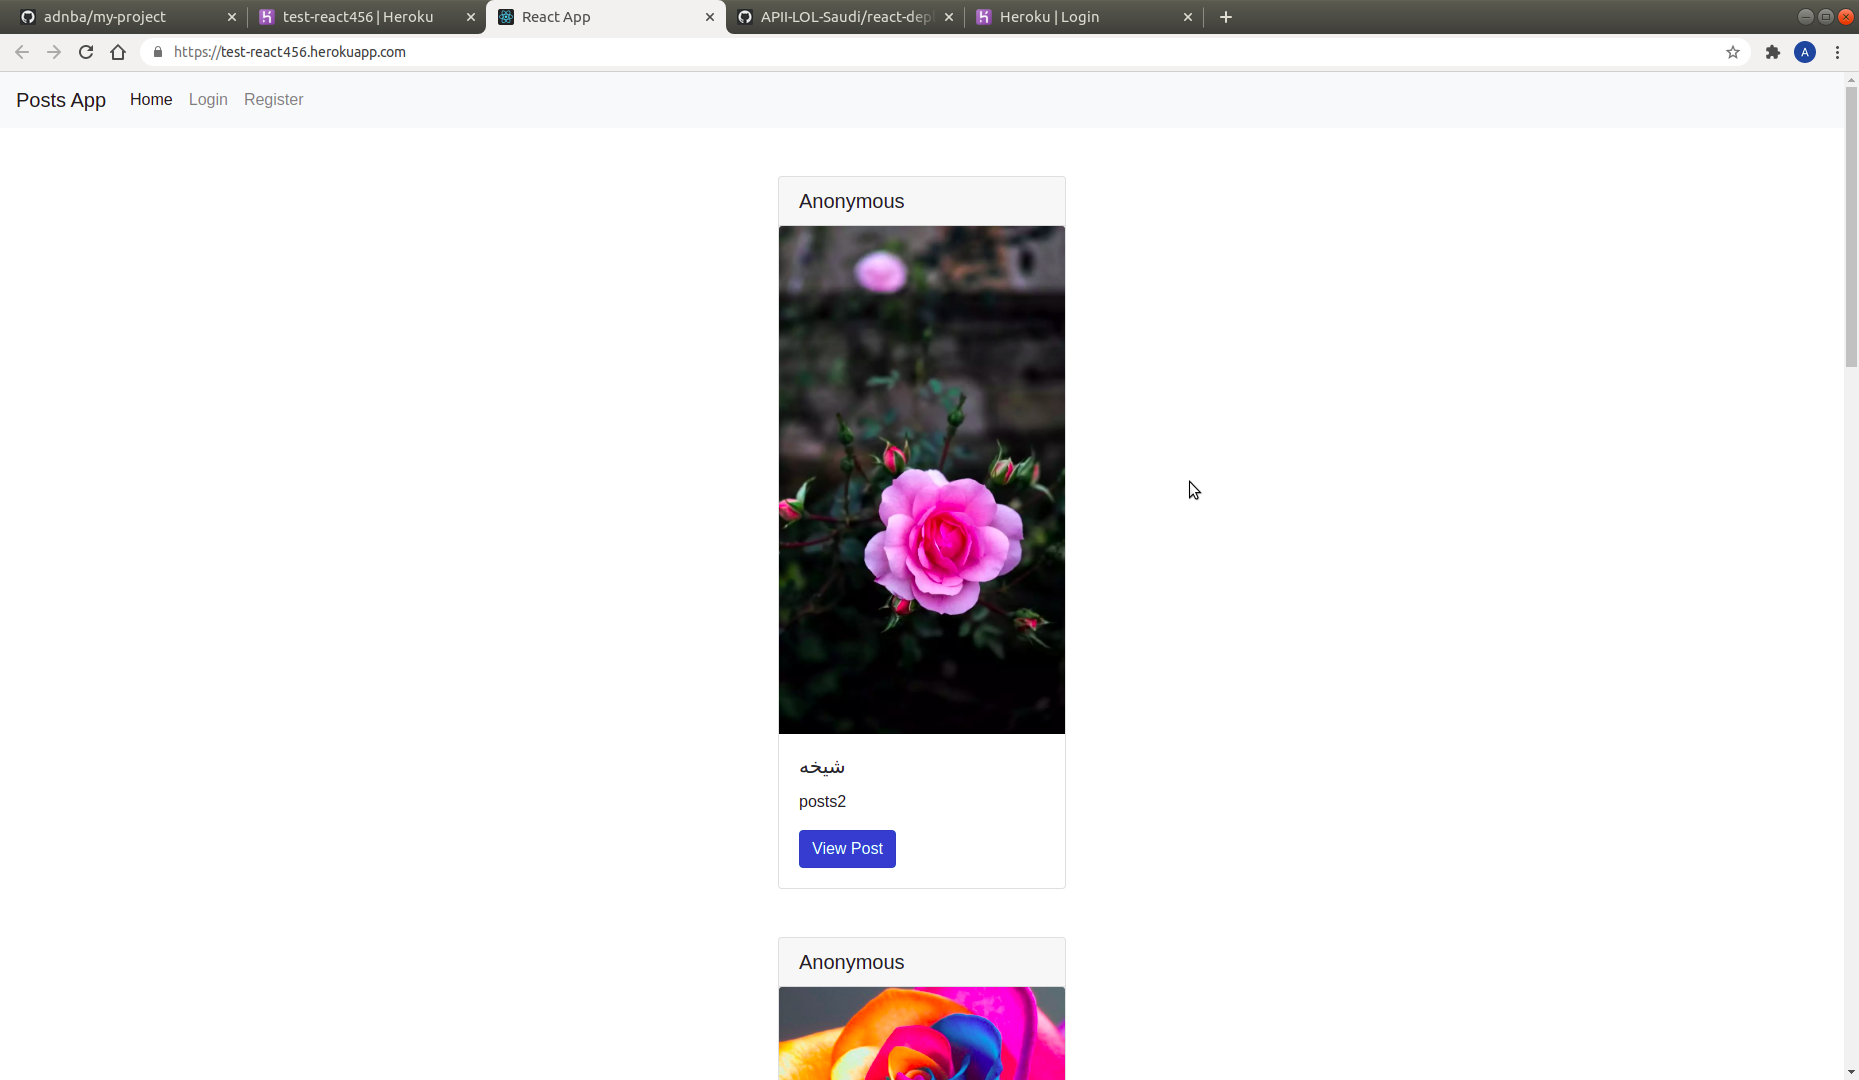 adnba/my-project
test-react456 | Heroku
React App
APII-LOL-Saudi/react-dep
Heroku | Login
https://test-react456.herokuapp.com
A
Posts App Home Login Register
Anonymous
شيخه
posts2
View Post
Anonymous